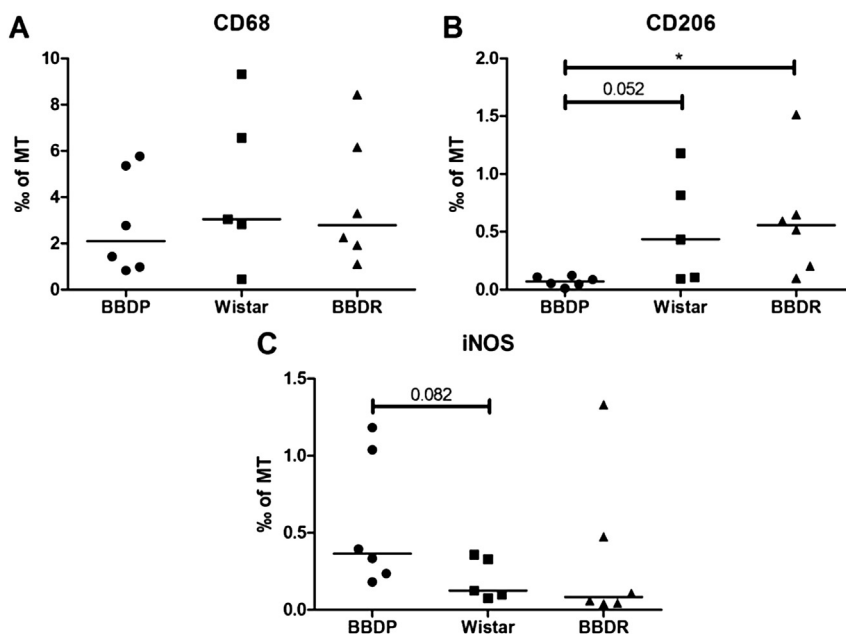 A
CD68
‰ of MT
10
8
6
4
2
0
BBDP Wistar BBDR
B
CD206
‰ of MT
2.0
1.5
1.0
0.5
0.0
*
0.052
BBDP Wistar BBDR
C
iNOS
‰ of MT
1.5
1.0
0.5
0.0
0.082
BBDP Wistar BBDR